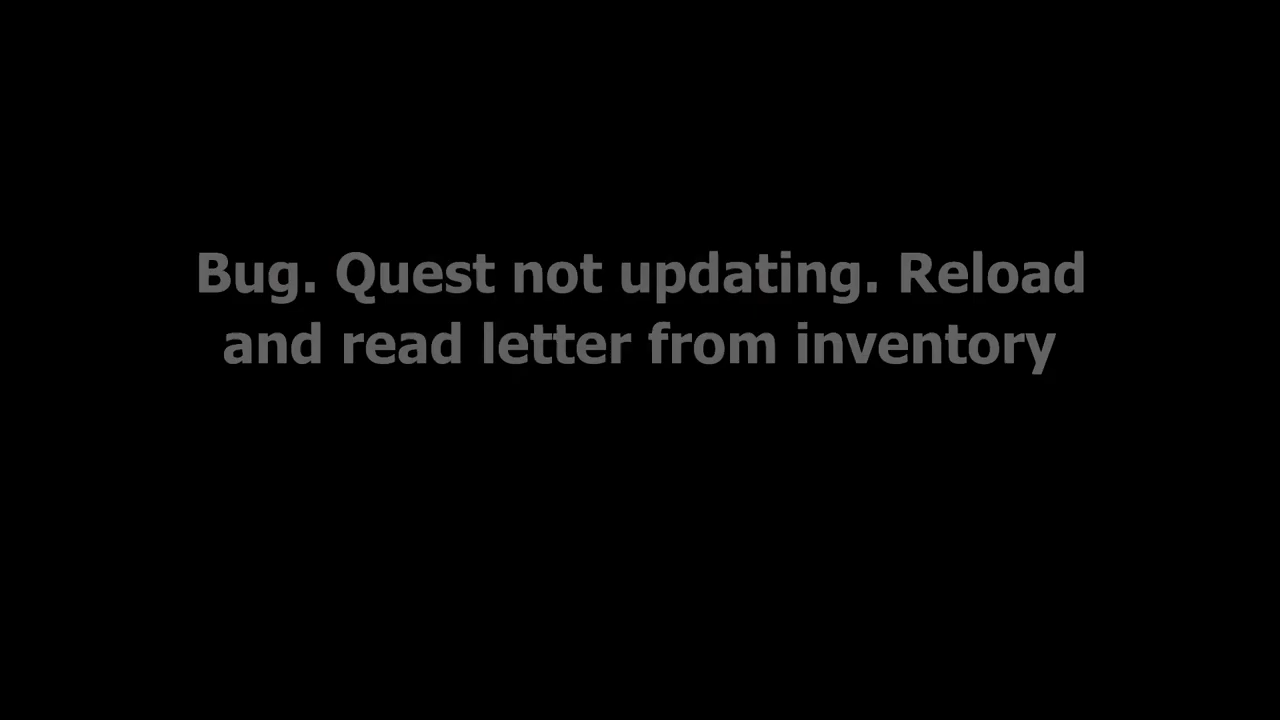 Bug. Quest not updating. Reload
and read letter from inventory